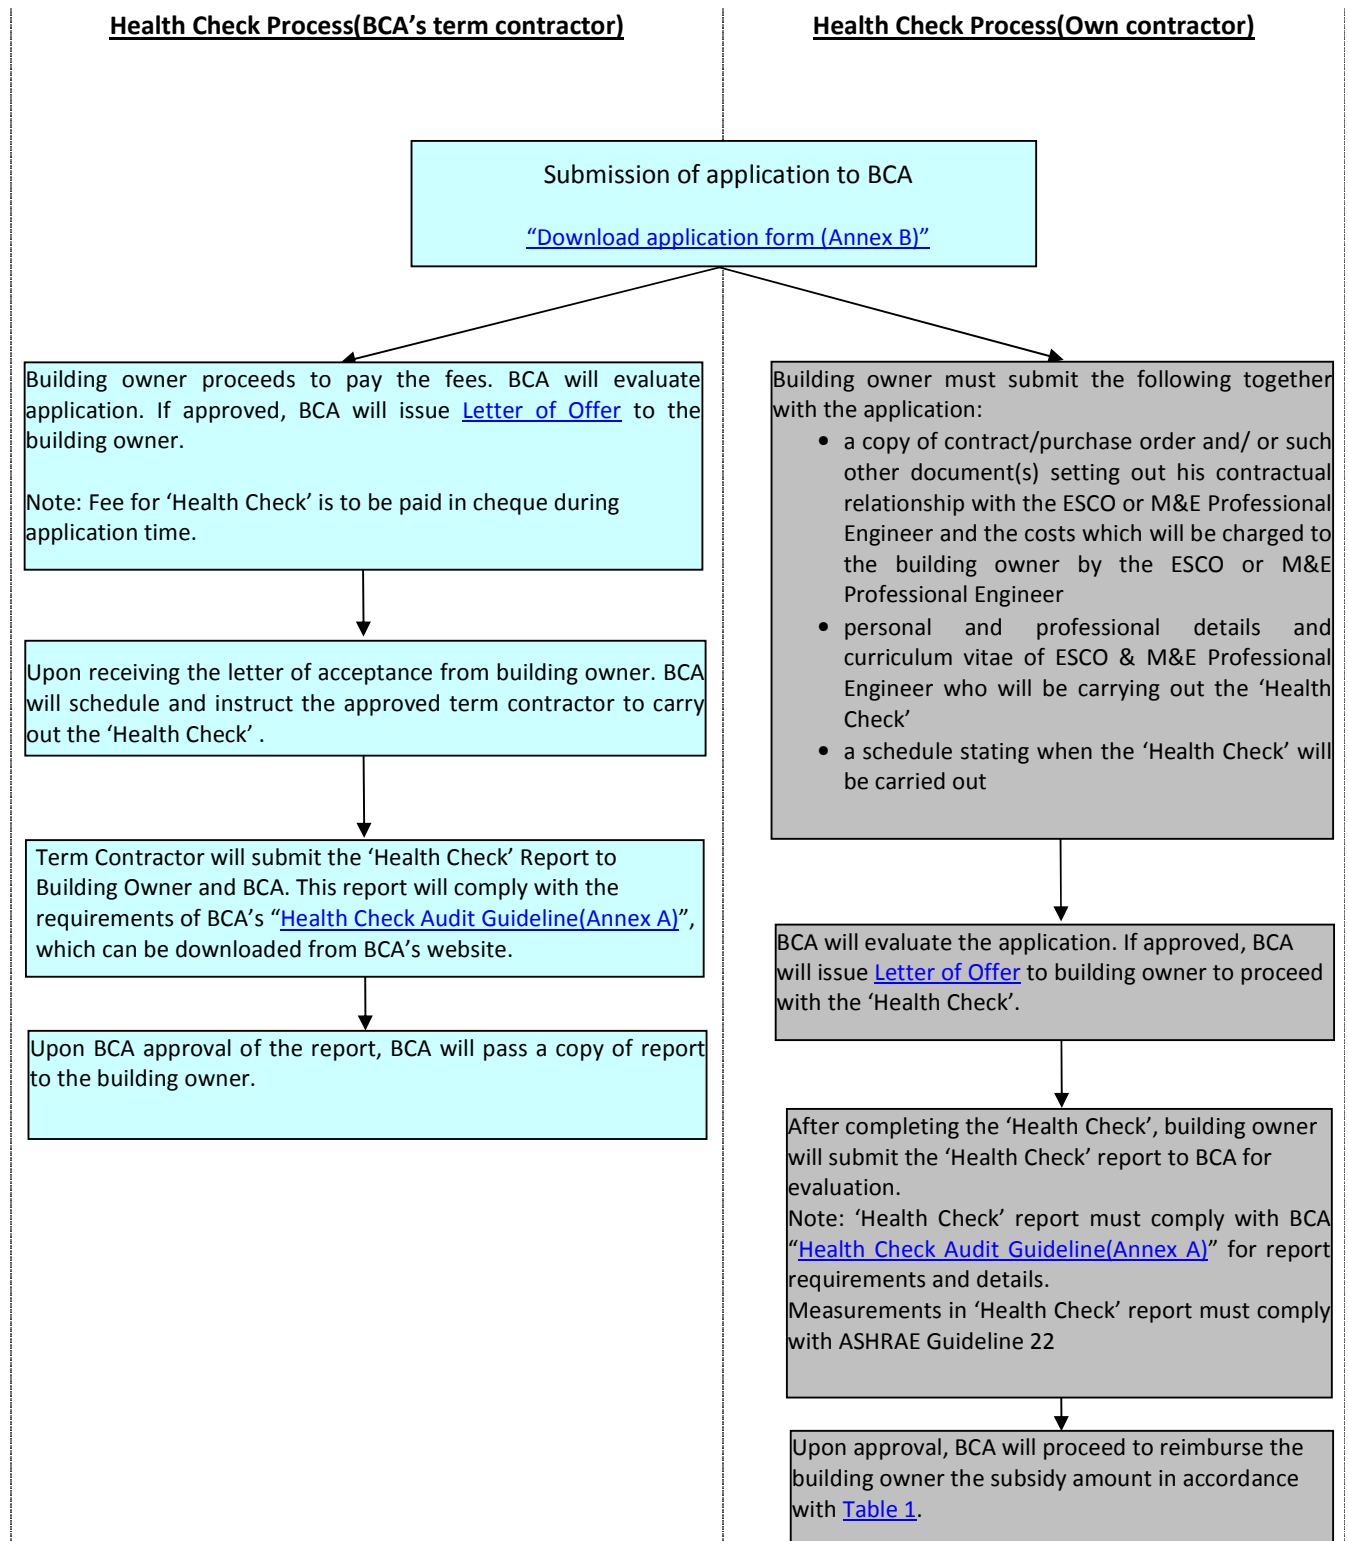 Health Check Process(BCA’s term contractor)
Health Check Process(Own contractor)
Submission of application to BCA
“Download application form (Annex B)”
Building owner proceeds to pay the fees. BCA will evaluate
application. If approved, BCA will issue Letter of Offer to the
building owner.
Note: Fee for ‘Health Check’ is to be paid in cheque during
application time.
Upon receiving the letter of acceptance from building owner. BCA
will schedule and instruct the approved term contractor to carry
out the ‘Health Check’ .
Term Contractor will submit the ‘Health Check’ Report to
Building Owner and BCA. This report will comply with the
requirements of BCA’s “Health Check Audit Guideline(Annex A)”,
which can be downloaded from BCA’s website.
Upon BCA approval of the report, BCA will pass a copy of report
to the building owner.
Building owner must submit the following together
with the application:
• a copy of contract/purchase order and/ or such
other document(s) setting out his contractual
relationship with the ESCO or M&E Professional
Engineer and the costs which will be charged to
the building owner by the ESCO or M&E
Professional Engineer
• personal and professional details and
curriculum vitae of ESCO & M&E Professional
Engineer who will be carrying out the ‘Health
Check’
• a schedule stating when the ‘Health Check’ will
be carried out
BCA will evaluate the application. If approved, BCA
will issue Letter of Offer to building owner to proceed
with the ‘Health Check’.
After completing the ‘Health Check’, building owner
will submit the ‘Health Check’ report to BCA for
evaluation.
Note: ‘Health Check’ report must comply with BCA
“Health Check Audit Guideline(Annex A)” for report
requirements and details.
Measurements in ‘Health Check’ report must comply
with ASHRAE Guideline 22
Upon approval, BCA will proceed to reimburse the
building owner the subsidy amount in accordance
with Table 1.